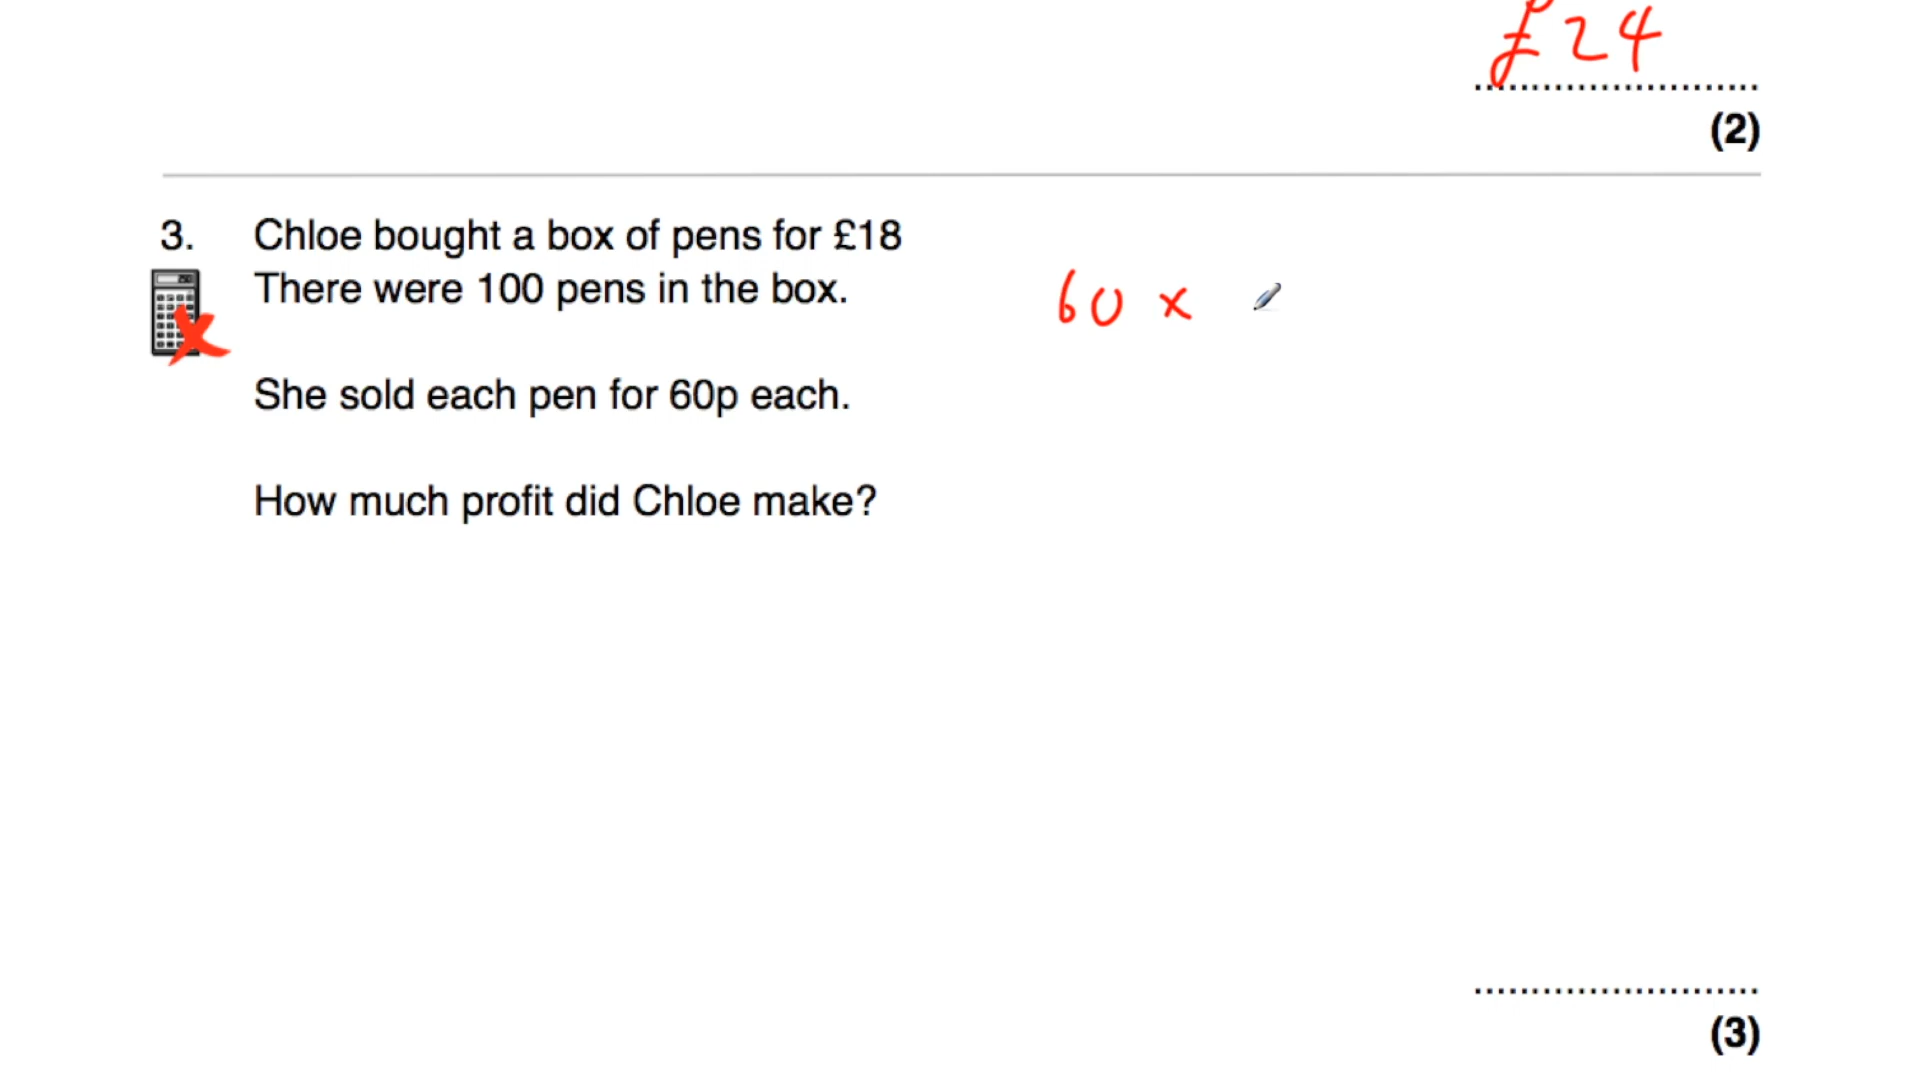 £24
(2)
3. Chloe bought a box of pens for £18
There were 100 pens in the box.
60 ×
She sold each pen for 60p each.
How much profit did Chloe make?
(3)